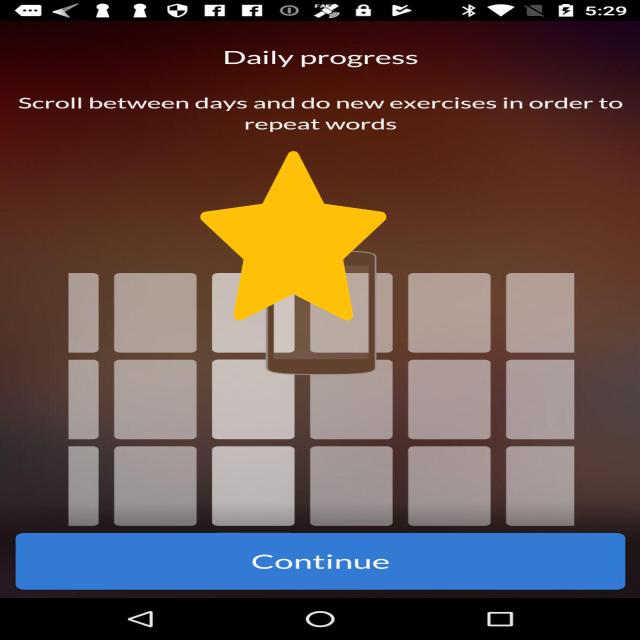 5:29
Daily progress
Scroll between days and do new exercises in order to
repeat words
Continue